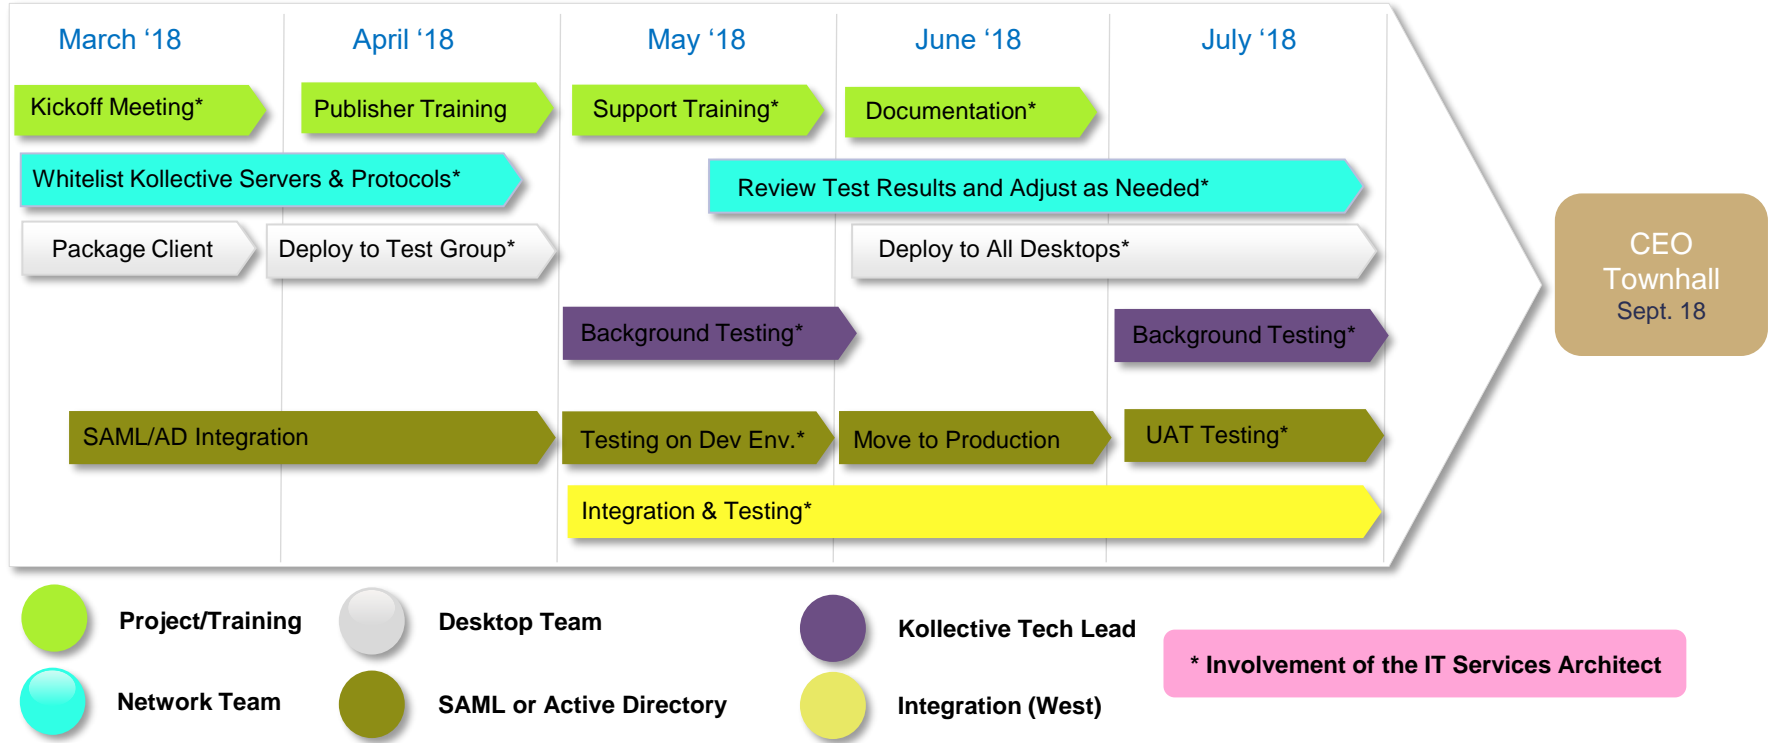 March ‘18
April ‘18
May ‘18
June ‘18
July ‘18
Kickoff Meeting*
Publisher Training
Support Training*
Documentation*
Whitelist Kollective Servers & Protocols*
Review Test Results and Adjust as Needed*
Package Client
Deploy to Test Group*
Deploy to All Desktops*
CEO
Townhall
Sept. 18
Background Testing*
Background Testing*
SAML/AD Integration
Testing on Dev Env.*
Move to Production
UAT Testing*
Integration & Testing*
Project/Training
Desktop Team
Kollective Tech Lead
* Involvement of the IT Services Architect
Network Team
SAML or Active Directory
Integration (West)